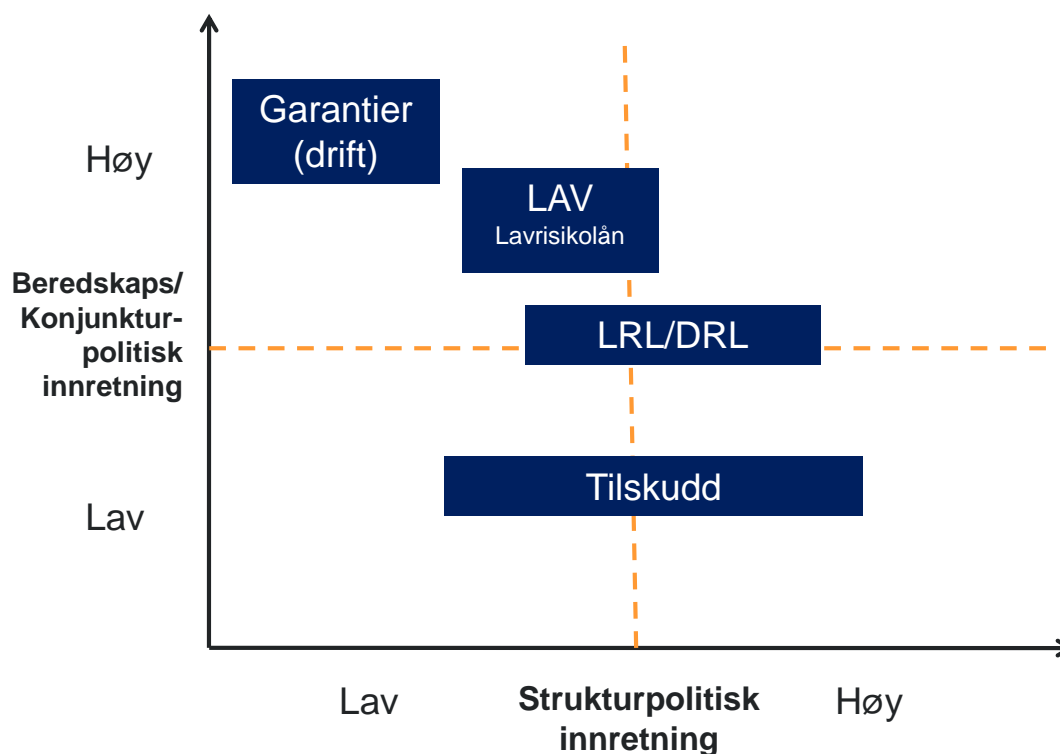 Garantier
(drift)
Høy
LAV
Lavrisikolån
Beredskaps/
Konjunktur-
politisk
innretning
LRL/DRL
Tilskudd
Lav
Lav
Strukturpolitisk
innretning
Høy